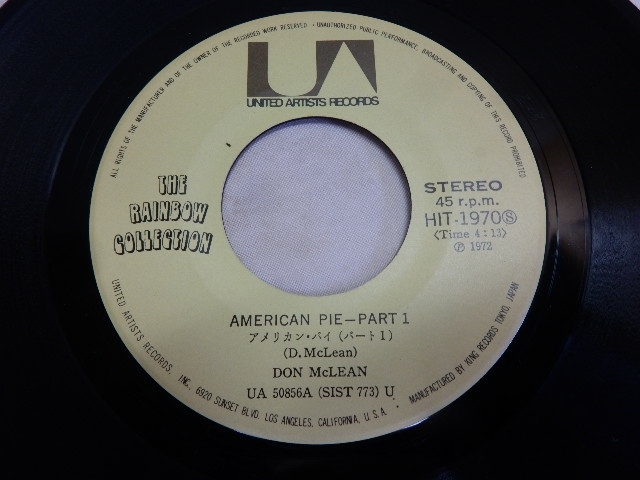 ALL RIGHTS OF THE MANUFACTURER AND OF THE OWNER OF THE RECORDED WORK RESERVED • UNAUTHORIZED PUBLIC PERFORMANCE, BROADCASTING AND COPYING OF THIS RECORD PROHIBITED
UA
UNITED ARTISTS RECORDS
THE
RAINBOW
COLLECTION
STEREO
45 r.p.m.
HIT-1970Ⓢ
〈Time 4:13〉
Ⓟ 1972
AMERICAN PIE—PART 1
アメリカン・パイ (パート1)
(D. McLean)
DON McLEAN
UA 50856A (SIST 773) U
UNITED ARTISTS RECORDS, INC. 6920 SUNSET BLVD. LOS ANGELES, CALIFORNIA, U.S.A. • MANUFACTURED BY KING RECORDS TOKYO, JAPAN